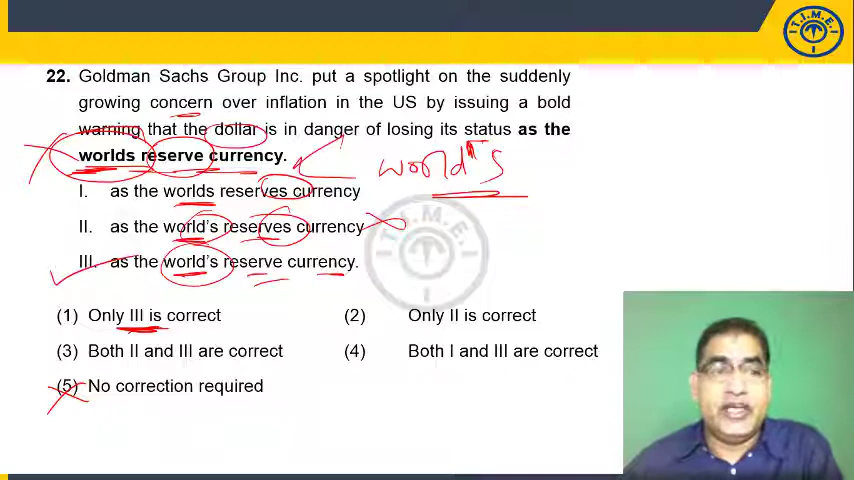 T.I.M.E.
22. Goldman Sachs Group Inc. put a spotlight on the suddenly
growing concern over inflation in the US by issuing a bold
warning that the dollar is in danger of losing its status as the
worlds reserve currency.
world's
I. as the worlds reserves currency
II. as the world's reserves currency
III. as the world's reserve currency.
T.I.M.E.
(1) Only III is correct (2) Only II is correct
(3) Both II and III are correct (4) Both I and III are correct
(5) No correction required